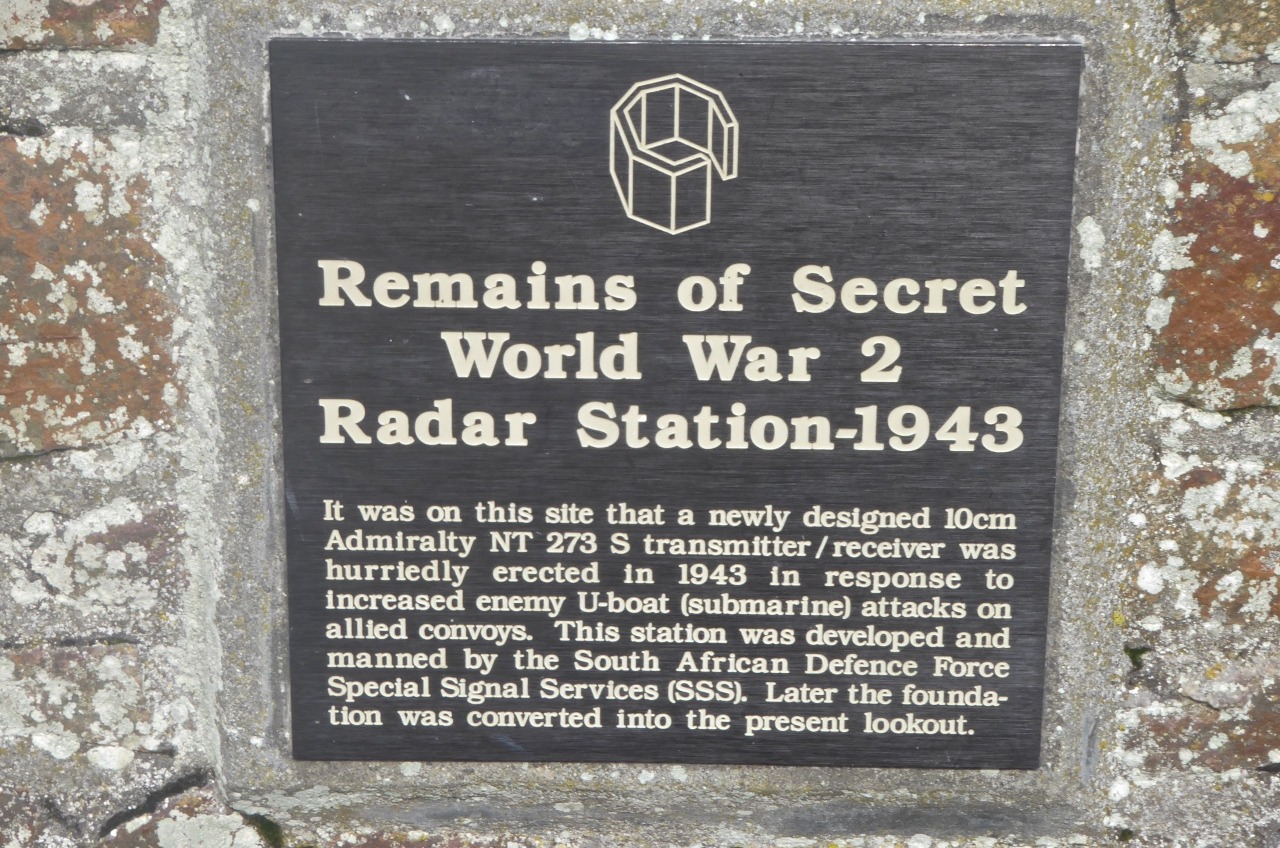 Remains of Secret
World War 2
Radar Station-1943
It was on this site that a newly designed 10cm
Admiralty NT 273 S transmitter/receiver was
hurriedly erected in 1943 in response to
increased enemy U-boat (submarine) attacks on
allied convoys. This station was developed and
manned by the South African Defence Force
Special Signal Services (SSS). Later the founda-
tion was converted into the present lookout.